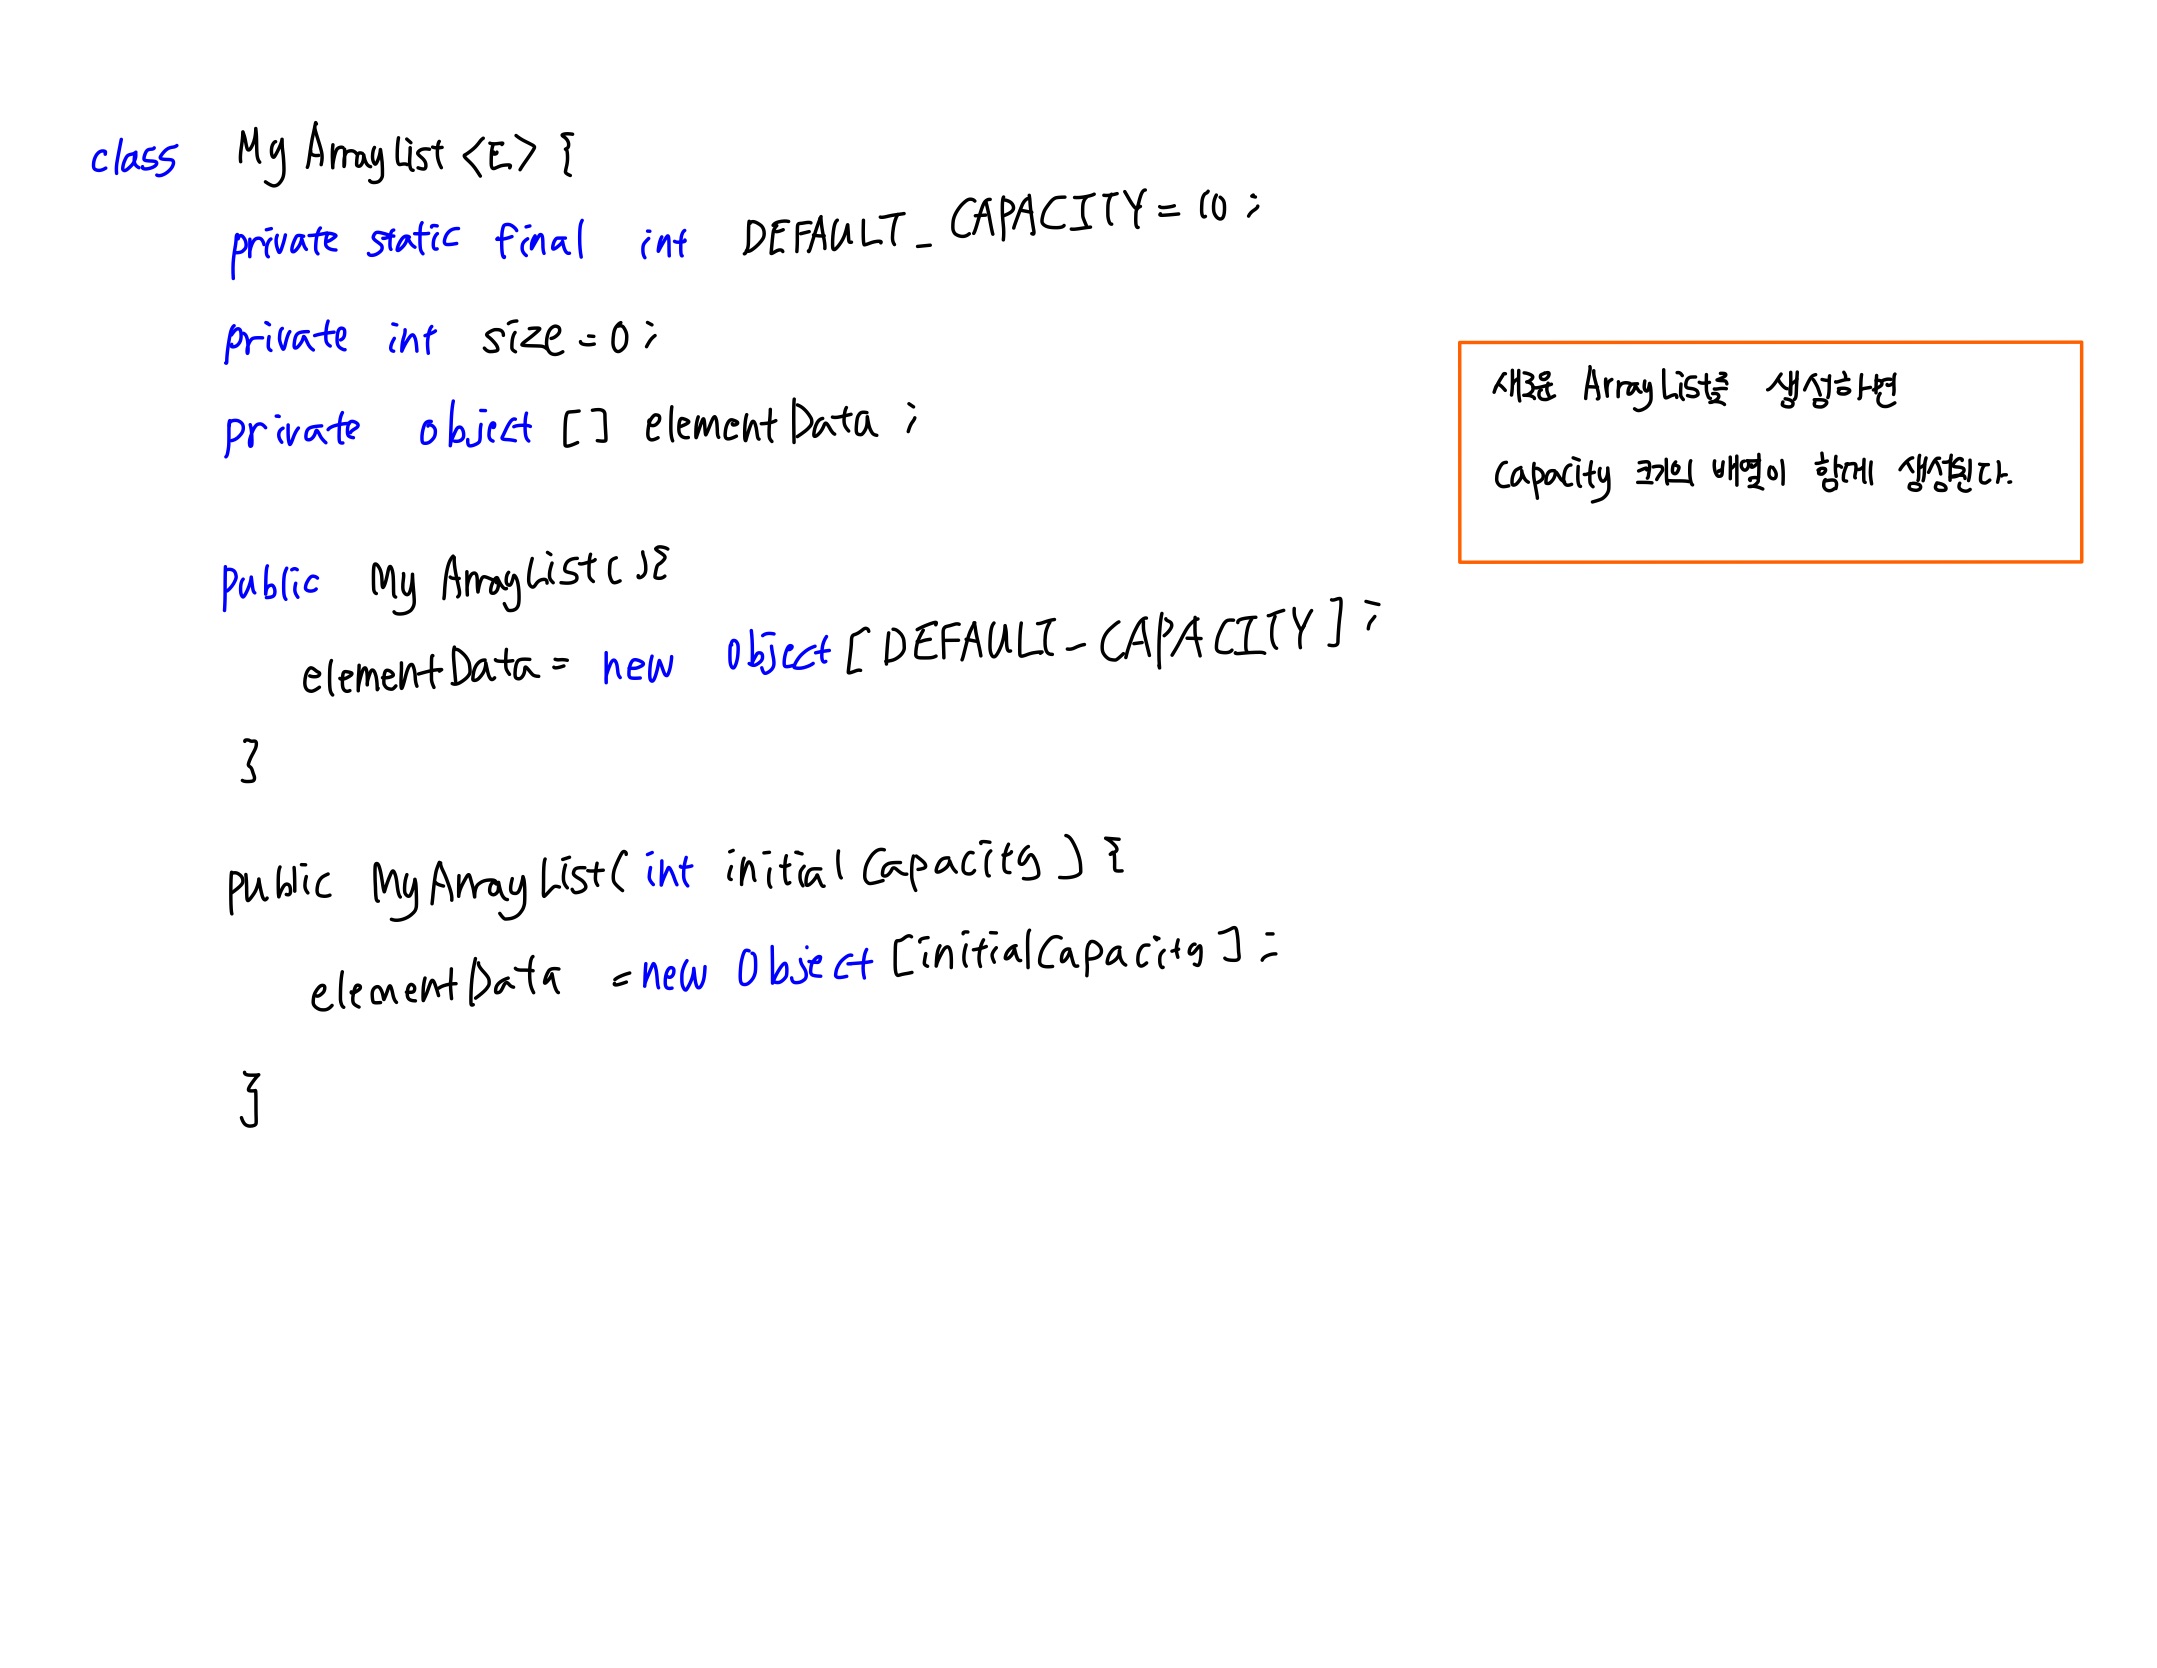 class MyArrayList<E> {
private static final int DEFAULT_CAPACITY = 10;
private int size = 0;
private object [] elementData;
public MyArrayList(){
elementData = new object [DEFAULT_CAPACITY];
}
public MyArrayList(int initialCapacity) {
elementData = new Object [initialCapacity];
}
새로운 ArrayList를 생성하면
Capacity 크기의 배열이 함께 생성된다.